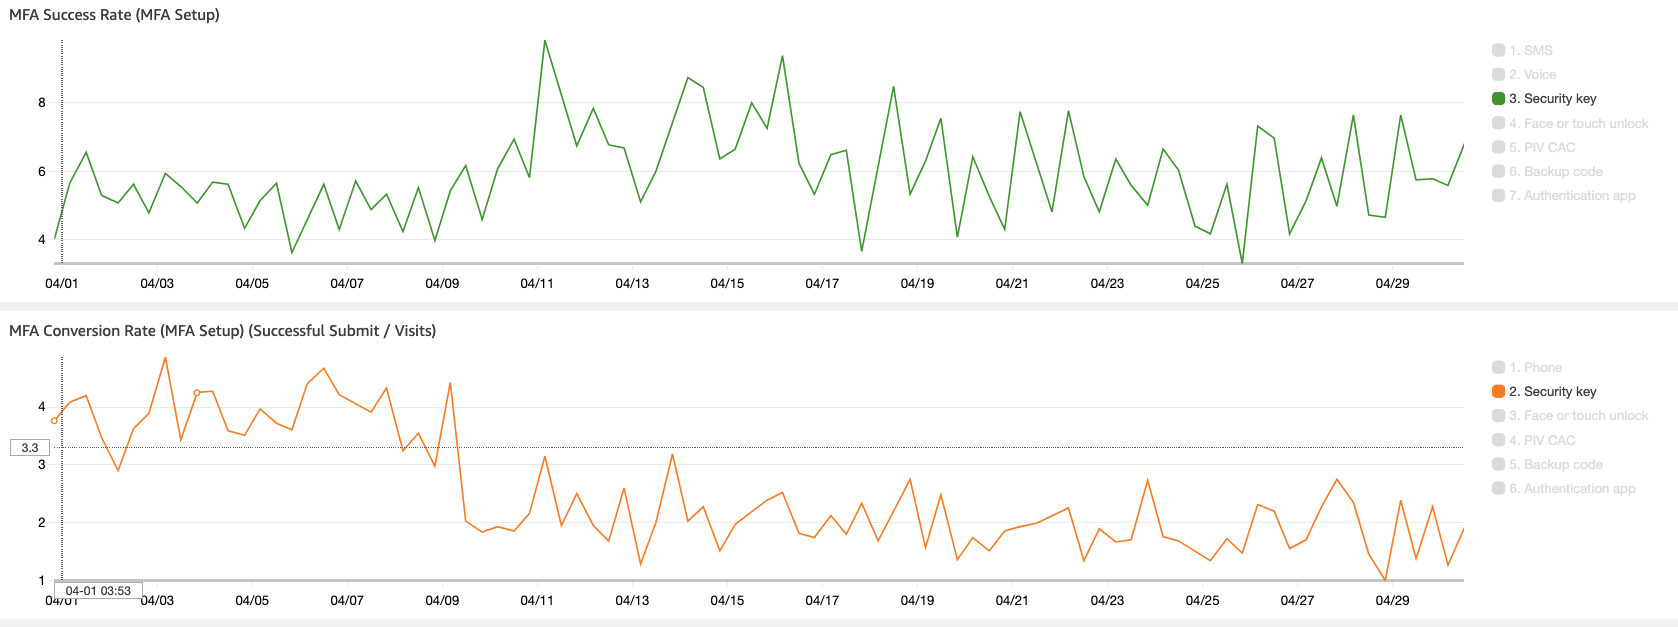 MFA Success Rate (MFA Setup)
8
6
4
04/01 04/03 04/05 04/07 04/09 04/11 04/13 04/15 04/17 04/19 04/21 04/23 04/25 04/27 04/29
1. SMS
2. Voice
3. Security key
4. Face or touch unlock
5. PIV CAC
6. Backup code
7. Authentication app
MFA Conversion Rate (MFA Setup) (Successful Submit / Visits)
4
3.3
3
2
1
04-01 03:53
04/01 04/03 04/05 04/07 04/09 04/11 04/13 04/15 04/17 04/19 04/21 04/23 04/25 04/27 04/29
1. Phone
2. Security key
3. Face or touch unlock
4. PIV CAC
5. Backup code
6. Authentication app